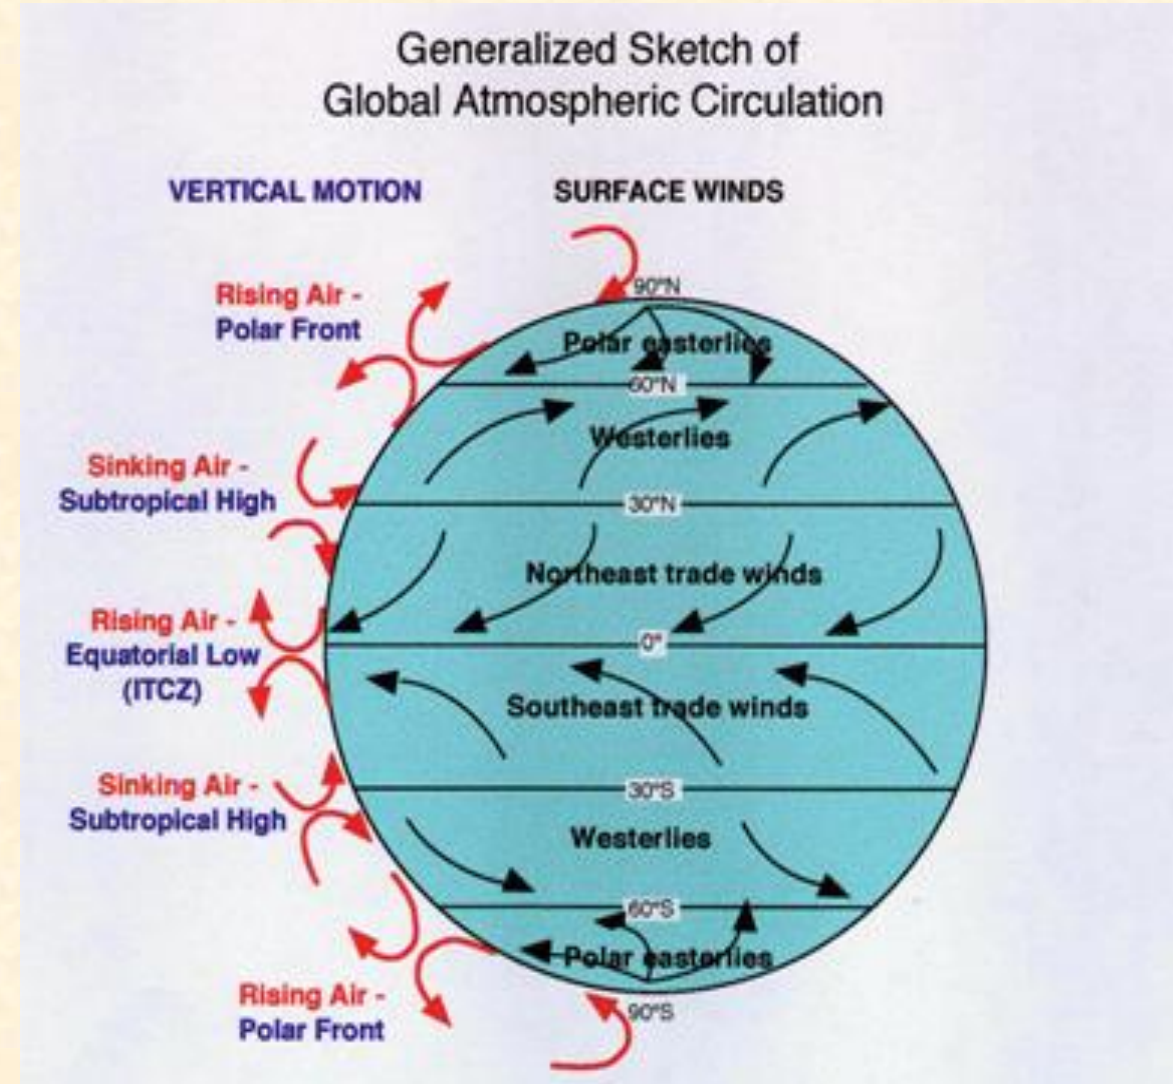 Generalized Sketch of
Global Atmospheric Circulation
VERTICAL MOTION
SURFACE WINDS
90°N
Rising Air -
Polar Front
Polar easterlies
60°N
Westerlies
Sinking Air -
Subtropical High
30°N
Northeast trade winds
Rising Air -
Equatorial Low
(ITCZ)
0°
Southeast trade winds
Sinking Air -
Subtropical High
30°S
Westerlies
60°S
Polar easterlies
Rising Air -
Polar Front
90°S